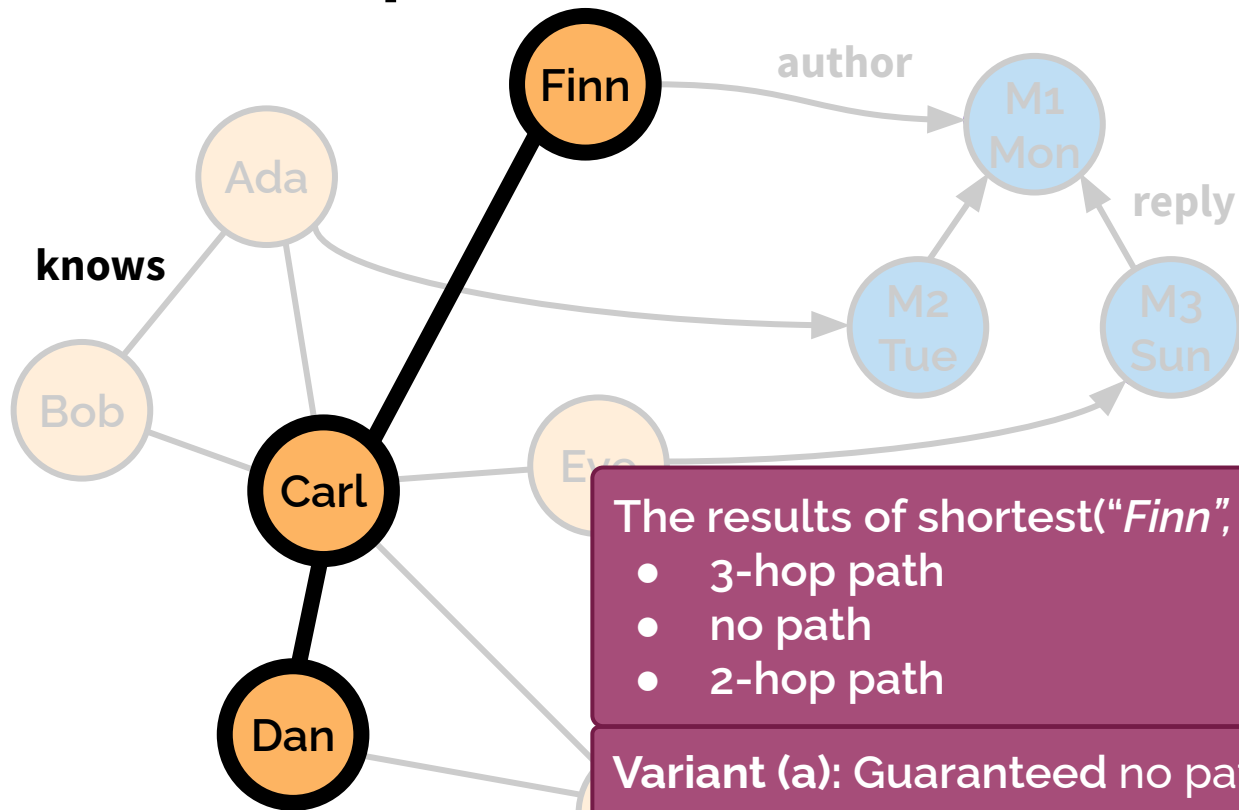 Finn
author
M1
Mon
Ada
reply
knows
M2
Tue
M3
Sun
Bob
Carl
The results of shortest(“Finn”,
● 3-hop path
● no path
● 2-hop path
Dan
Variant (a): Guaranteed no